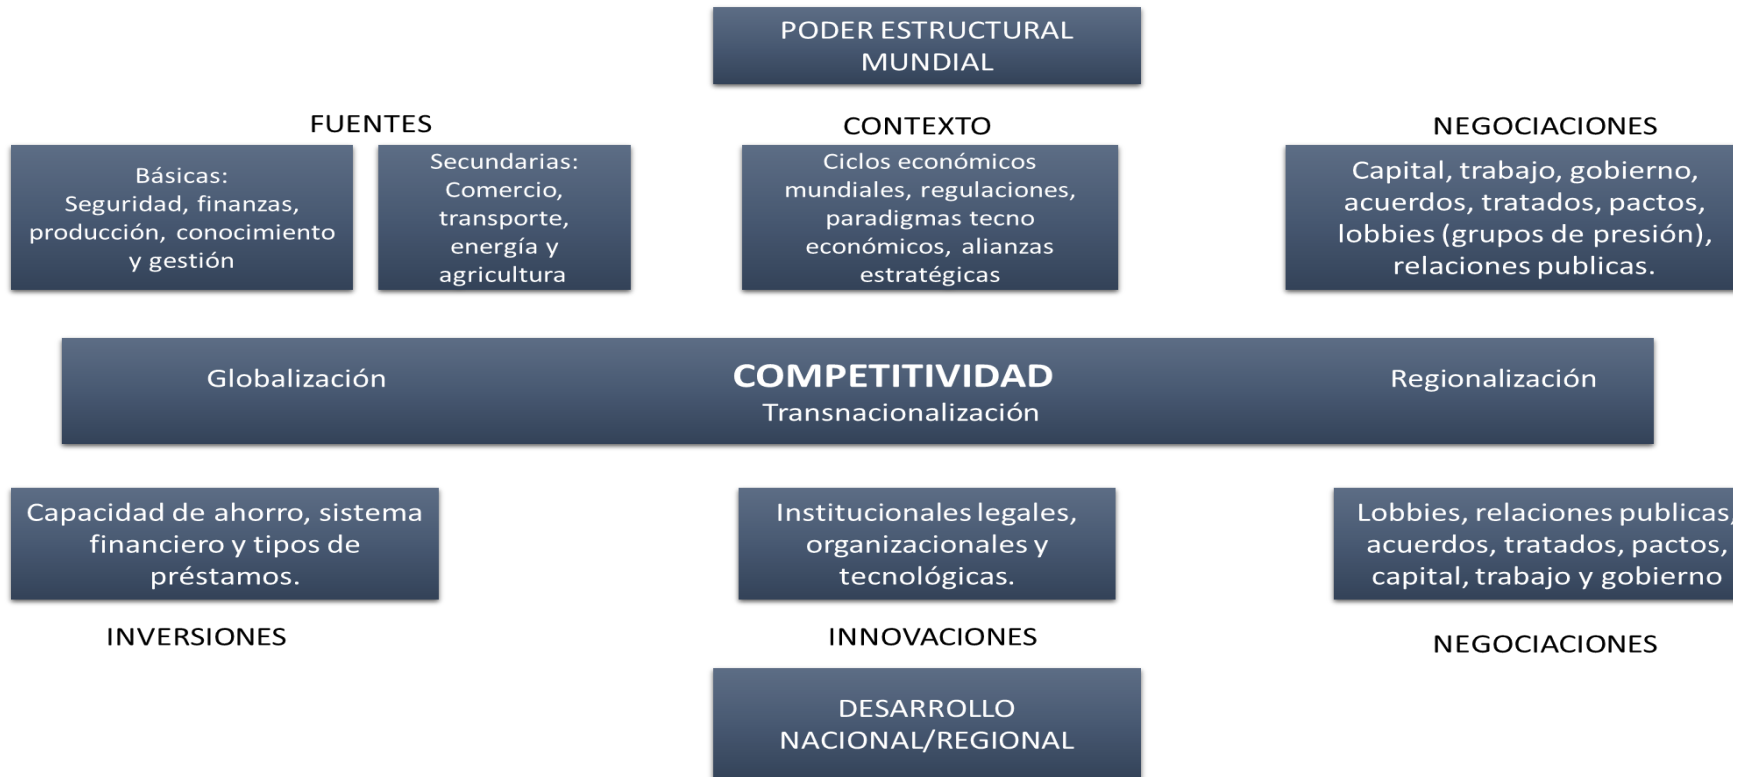 PODER ESTRUCTURAL
MUNDIAL
FUENTES
CONTEXTO
NEGOCIACIONES
Básicas:
Seguridad, finanzas,
producción, conocimiento
y gestión
Secundarias:
Comercio,
transporte,
energía y
agricultura
Ciclos económicos
mundiales, regulaciones,
paradigmas tecno
económicos, alianzas
estratégicas
Capital, trabajo, gobierno,
acuerdos, tratados, pactos,
lobbies (grupos de presión),
relaciones publicas.
Globalización
COMPETITIVIDAD
Transnacionalización
Regionalización
Capacidad de ahorro, sistema
financiero y tipos de
préstamos.
Institucionales legales,
organizacionales y
tecnológicas.
Lobbies, relaciones publicas,
acuerdos, tratados, pactos,
capital, trabajo y gobierno
INVERSIONES
INNOVACIONES
NEGOCIACIONES
DESARROLLO
NACIONAL/REGIONAL